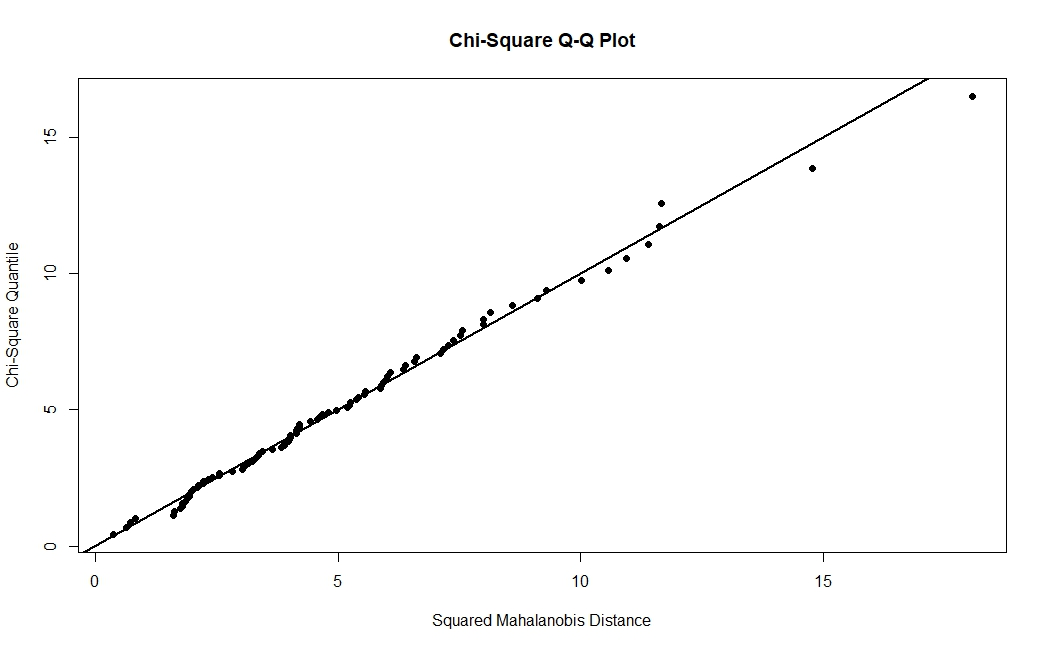 Chi-Square Q-Q Plot
Chi-Square Quantile
15
10
5
0
0 5 10 15
Squared Mahalanobis Distance